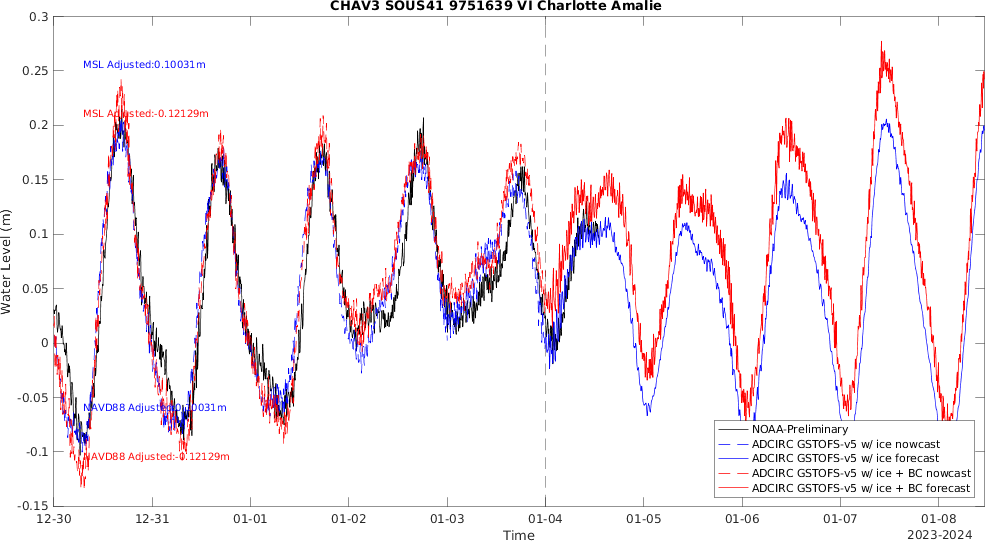 CHAV3 SOUS41 9751639 VI Charlotte Amalie
0.3
0.25
0.2
0.15
0.1
0.05
0
-0.05
-0.1
-0.15
Water Level (m)
MSL Adjusted:0.10031m
MSL Adjusted:-0.12129m
NAVD88 Adjusted:0.10031m
NAVD88 Adjusted:-0.12129m
NOAA-Preliminary
ADCIRC GSTOFS-v5 w/ ice nowcast
ADCIRC GSTOFS-v5 w/ ice forecast
ADCIRC GSTOFS-v5 w/ ice + BC nowcast
ADCIRC GSTOFS-v5 w/ ice + BC forecast
12-30 12-31 01-01 01-02 01-03 01-04 01-05 01-06 01-07 01-08
Time
2023-2024